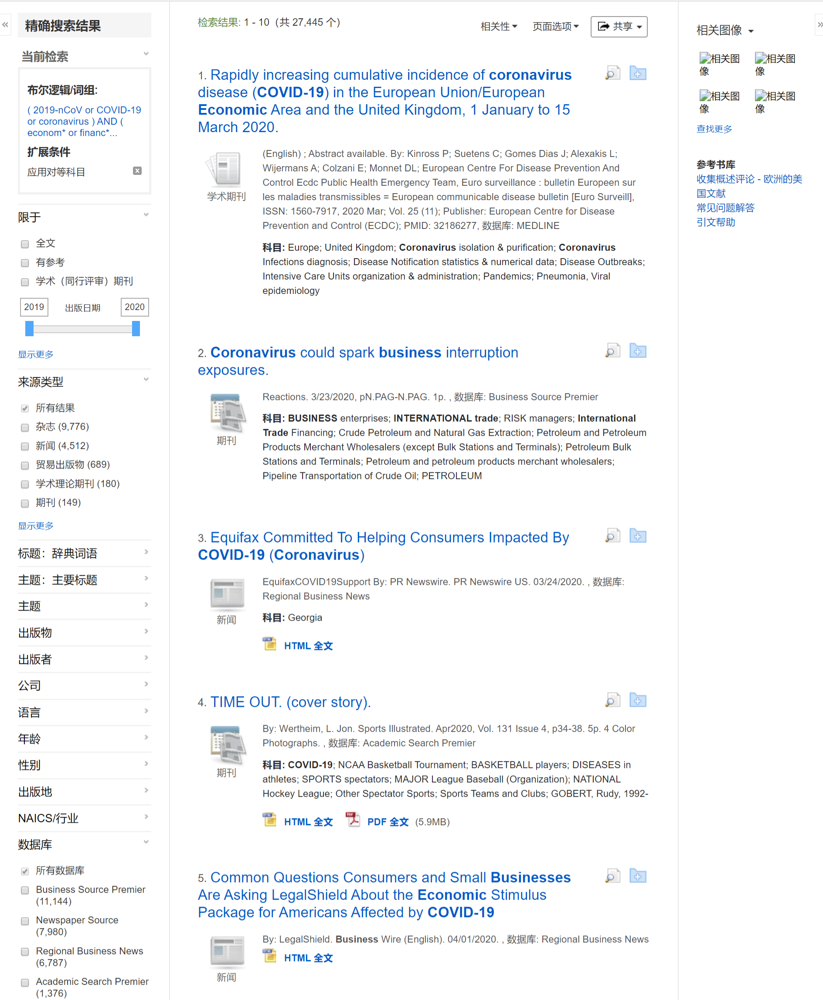 精确搜索结果
当前检索
布尔逻辑/词组:
( 2019-nCoV or COVID-19
or coronavirus ) AND (
econom* or financ*...
扩展条件
应用对等科目
限于
全文
有参考
学术（同行评审）期刊
2019 出版日期 2020
显示更多
来源类型
所有结果
杂志 (9,776)
新闻 (4,512)
贸易出版物 (689)
学术理论期刊 (180)
期刊 (149)
显示更多
标题：辞典词语
主题：主要标题
主题
出版物
出版者
公司
语言
年龄
性别
出版地
NAICS/行业
数据库
所有数据库
Business Source Premier
(11,144)
Newspaper Source
(7,980)
Regional Business News
(6,787)
Academic Search Premier
(1,376)
检索结果: 1 - 10（共 27,445 个）
相关性 页面选项 共享
1. Rapidly increasing cumulative incidence of coronavirus
disease (COVID-19) in the European Union/European
Economic Area and the United Kingdom, 1 January to 15
March 2020.
学术期刊
(English) ; Abstract available. By: Kinross P; Suetens C; Gomes Dias J; Alexakis L;
Wijermans A; Colzani E; Monnet DL; European Centre For Disease Prevention And
Control Ecdc Public Health Emergency Team, Euro surveillance : bulletin Europeen sur
les maladies transmissibles = European communicable disease bulletin [Euro Surveill],
ISSN: 1560-7917, 2020 Mar; Vol. 25 (11); Publisher: European Centre for Disease
Prevention and Control (ECDC); PMID: 32186277, 数据库: MEDLINE
科目: Europe; United Kingdom; Coronavirus isolation & purification; Coronavirus
Infections diagnosis; Disease Notification statistics & numerical data; Disease Outbreaks;
Intensive Care Units organization & administration; Pandemics; Pneumonia, Viral
epidemiology
2. Coronavirus could spark business interruption
exposures.
期刊
Reactions. 3/23/2020, pN.PAG-N.PAG. 1p. , 数据库: Business Source Premier
科目: BUSINESS enterprises; INTERNATIONAL trade; RISK managers; International
Trade Financing; Crude Petroleum and Natural Gas Extraction; Petroleum and Petroleum
Products Merchant Wholesalers (except Bulk Stations and Terminals); Petroleum Bulk
Stations and Terminals; Petroleum and petroleum products merchant wholesalers;
Pipeline Transportation of Crude Oil; PETROLEUM
3. Equifax Committed To Helping Consumers Impacted By
COVID-19 (Coronavirus)
新闻
EquifaxCOVID19Support By: PR Newswire. PR Newswire US. 03/24/2020. , 数据库:
Regional Business News
科目: Georgia
HTML 全文
4. TIME OUT. (cover story).
期刊
By: Wertheim, L. Jon. Sports Illustrated. Apr2020, Vol. 131 Issue 4, p34-38. 5p. 4 Color
Photographs. , 数据库: Academic Search Premier
科目: COVID-19; NCAA Basketball Tournament; BASKETBALL players; DISEASES in
athletes; SPORTS spectators; MAJOR League Baseball (Organization); NATIONAL
Hockey League; Other Spectator Sports; Sports Teams and Clubs; GOBERT, Rudy, 1992-
HTML 全文 PDF 全文 (5.9MB)
5. Common Questions Consumers and Small Businesses
Are Asking LegalShield About the Economic Stimulus
Package for Americans Affected by COVID-19
新闻
By: LegalShield. Business Wire (English). 04/01/2020. , 数据库: Regional Business News
HTML 全文
相关图像
相关图 相关图
像 像
相关图 相关图
像 像
查找更多
参考书库
收集概述评论 - 欧洲的美
国文献
常见问题解答
引文帮助